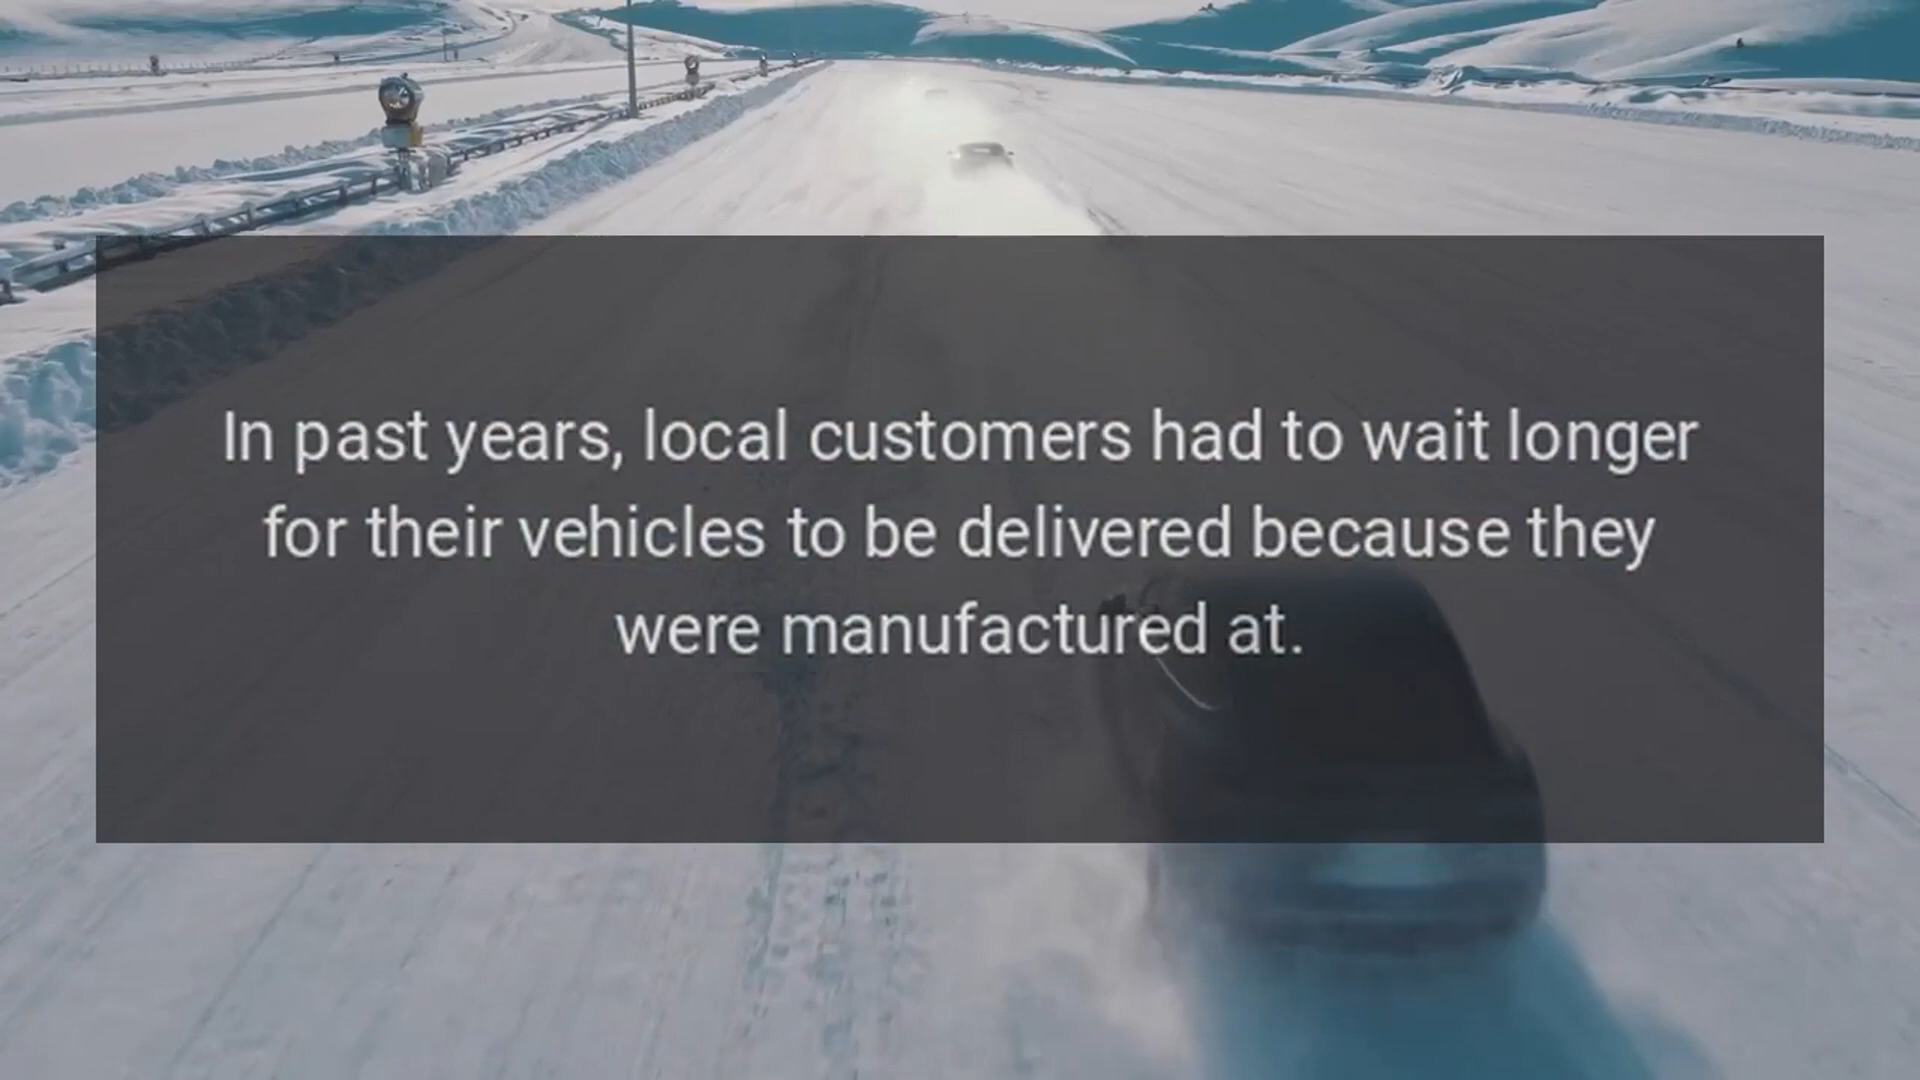 In past years, local customers had to wait longer
for their vehicles to be delivered because they
were manufactured at.